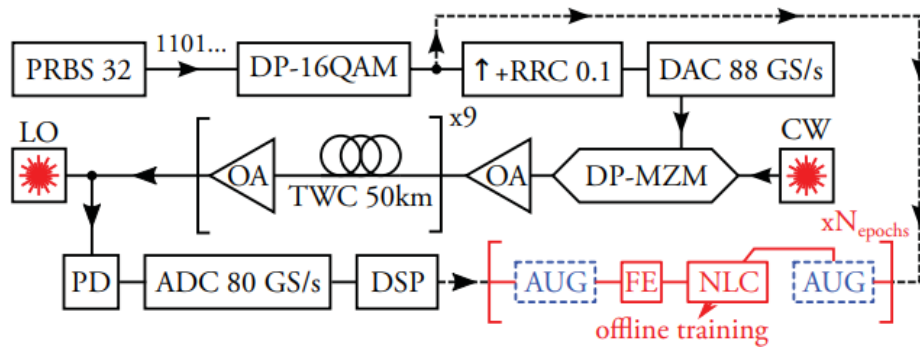 1101...
PRBS 32
DP-16QAM
↑+RRC 0.1
DAC 88 GS/s
LO
x9
CW
OA
TWC 50km
OA
DP-MZM
xNepochs
PD
ADC 80 GS/s
DSP
AUG
FE
NLC
AUG
offline training